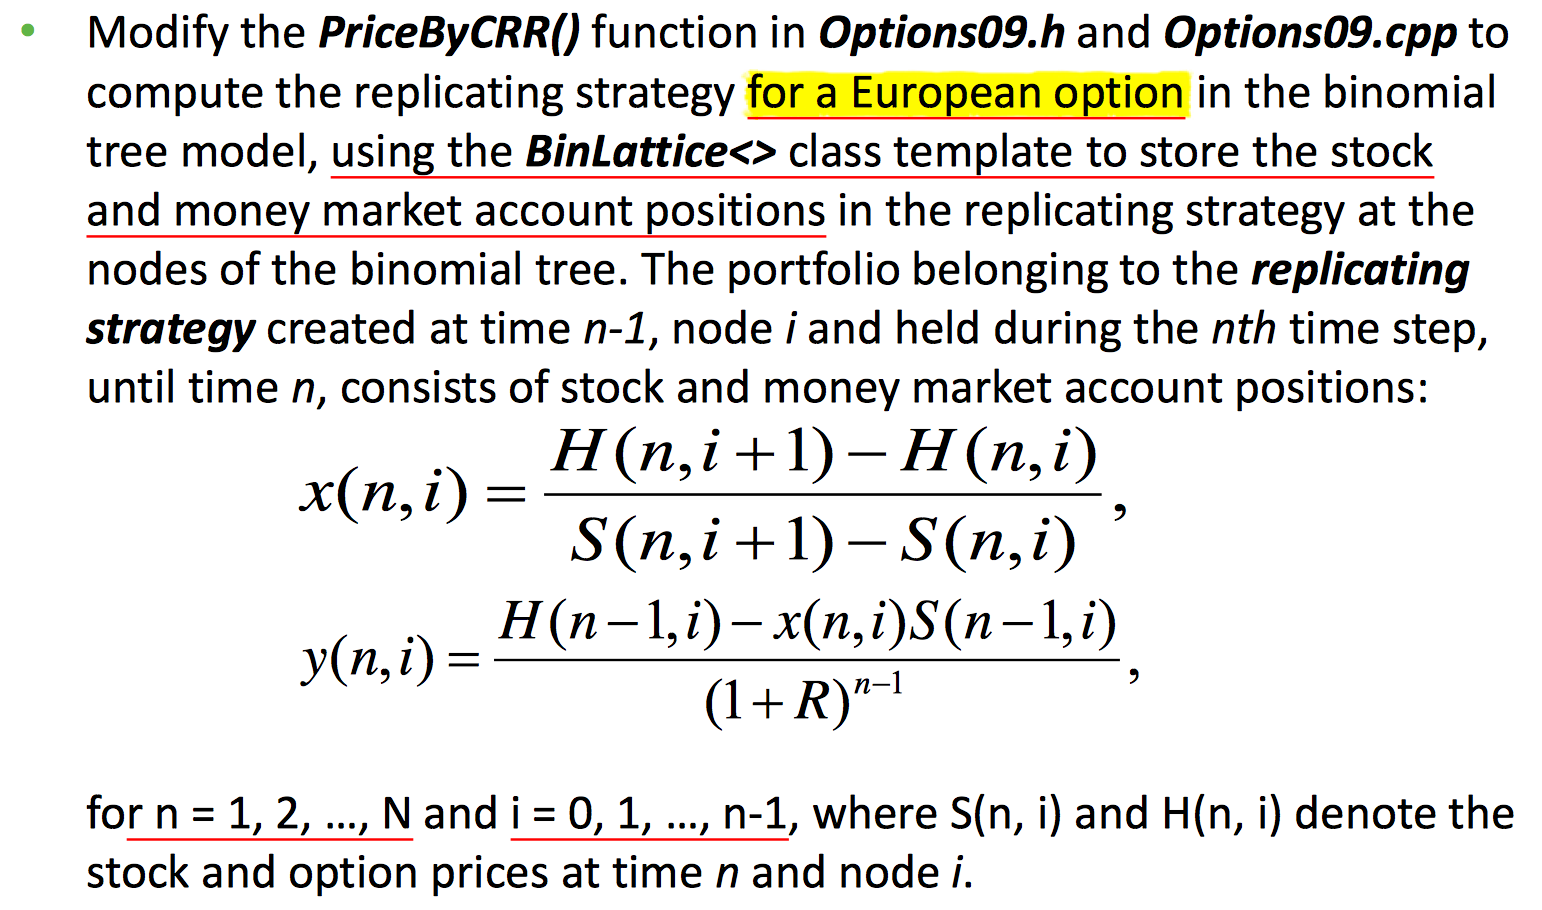 • Modify the PriceByCRR() function in Options09.h and Options09.cpp to
compute the replicating strategy for a European option in the binomial
tree model, using the BinLattice<> class template to store the stock
and money market account positions in the replicating strategy at the
nodes of the binomial tree. The portfolio belonging to the replicating
strategy created at time n-1, node i and held during the nth time step,
until time n, consists of stock and money market account positions:
x(n,i) = \frac{H(n,i+1) − H(n,i)}{S(n,i+1) − S(n,i)},
y(n,i) = \frac{H(n−1,i) − x(n,i)S(n−1,i)}{(1+R)^{n−1}},
for n = 1, 2, ..., N and i = 0, 1, ..., n-1, where S(n, i) and H(n, i) denote the
stock and option prices at time n and node i.